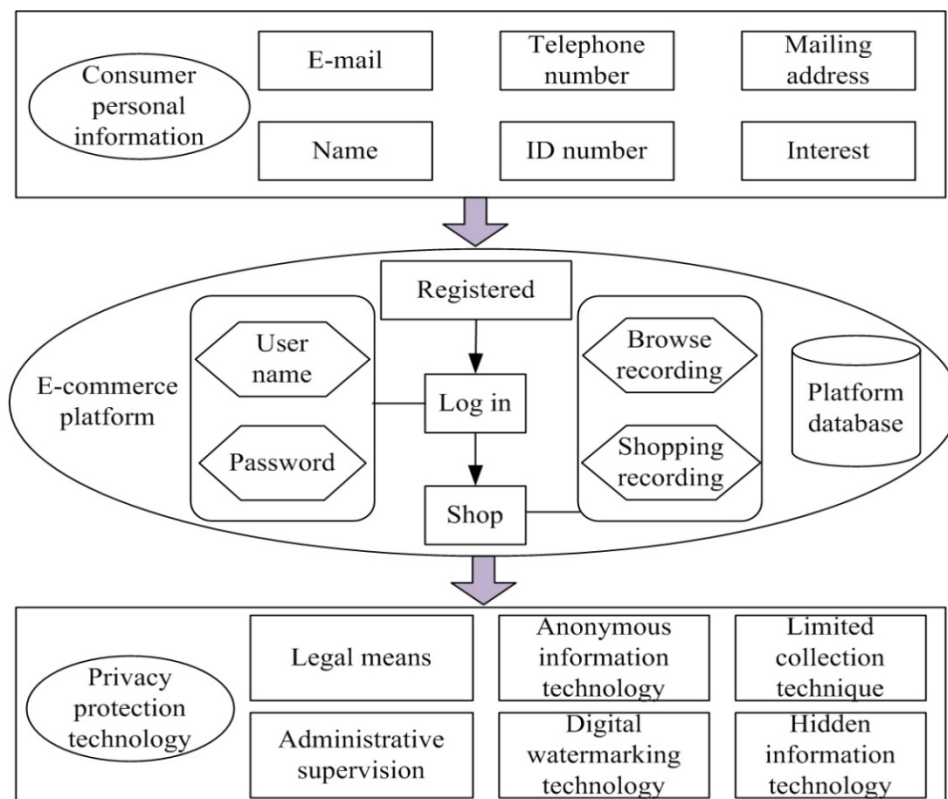 Consumer
personal
information
E-mail
Telephone
number
Mailing
address
Name
ID number
Interest
E-commerce
platform
User
name
Password
Registered
Log in
Shop
Browse
recording
Shopping
recording
Platform
database
Privacy
protection
technology
Legal means
Anonymous
information
technology
Limited
collection
technique
Administrative
supervision
Digital
watermarking
technology
Hidden
information
technology